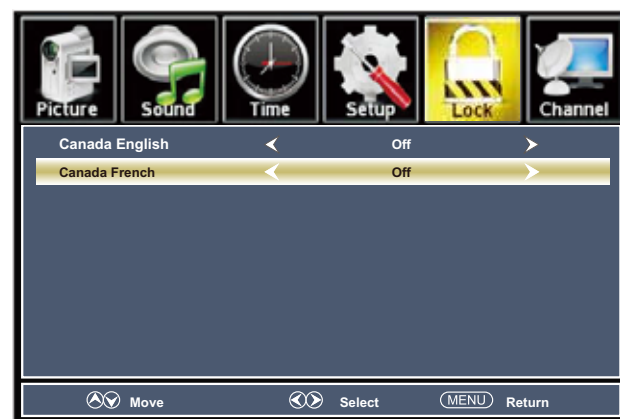 Picture Sound Time Setup Lock Channel
Canada English Off
Canada French Off
Move Select MENU Return